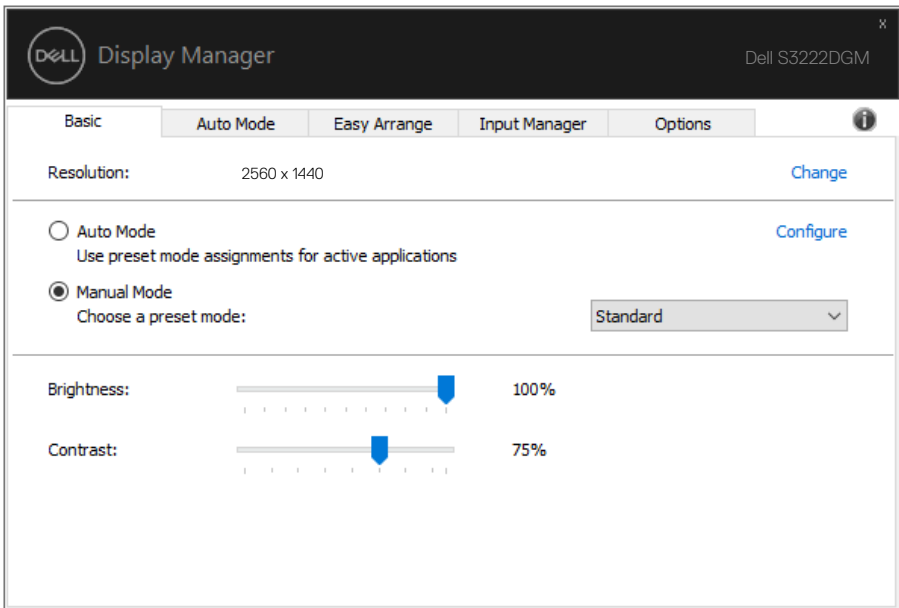 x
DELL Display Manager
Dell S3222DGM
Basic Auto Mode Easy Arrange Input Manager Options i
Resolution: 2560 x 1440 Change
Auto Mode Configure
Use preset mode assignments for active applications
Manual Mode
Choose a preset mode: Standard
Brightness: 100%
Contrast: 75%